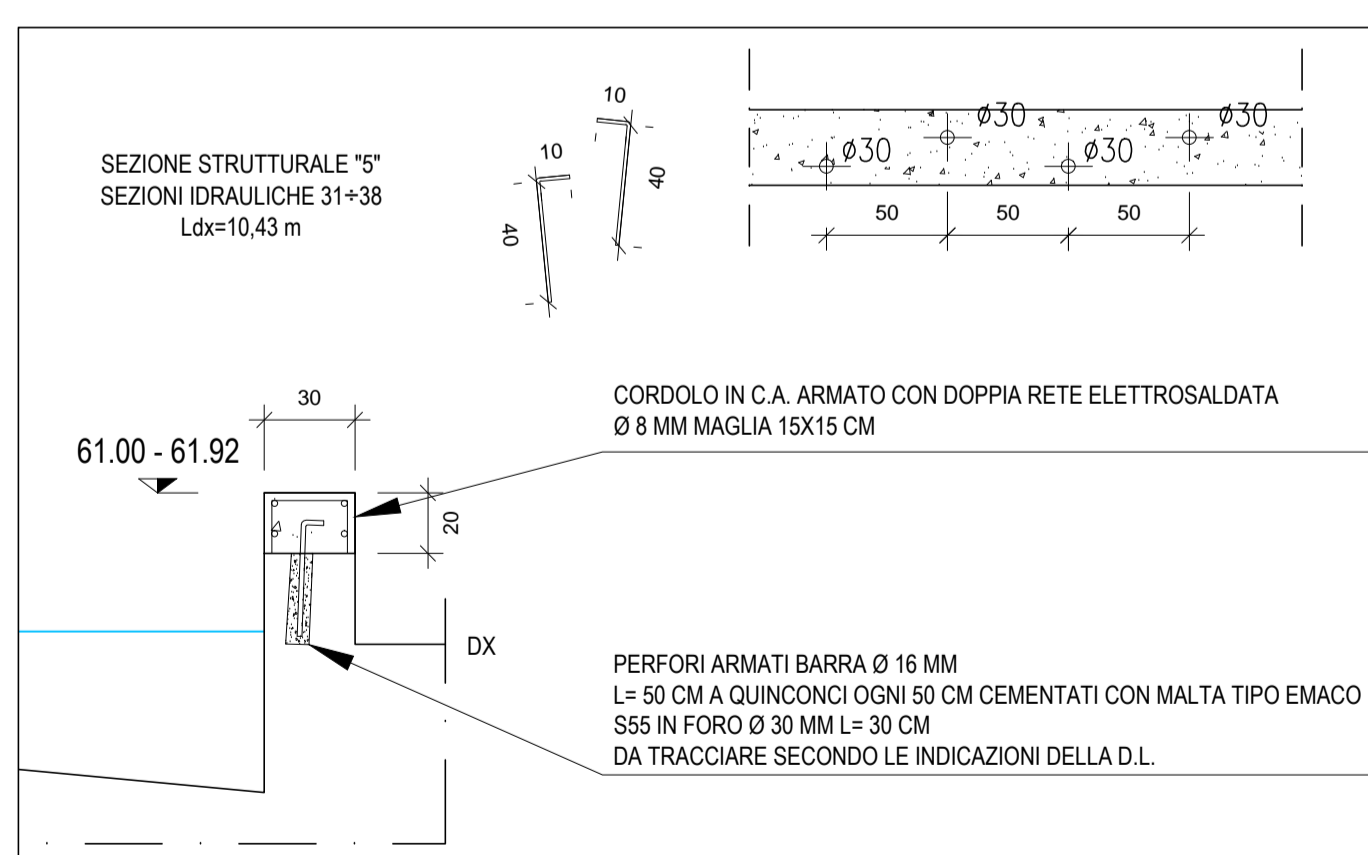 SEZIONE STRUTTURALE "5"
SEZIONI IDRAULICHE 31÷38
Ldx=10,43 m
10
40
10
40
Ø30
Ø30
Ø30
Ø30
50
50
50
30
61.00 - 61.92
20
CORDOLO IN C.A. ARMATO CON DOPPIA RETE ELETTROSALDATA
Ø 8 MM MAGLIA 15X15 CM
DX
PERFORI ARMATI BARRA Ø 16 MM
L= 50 CM A QUINCONCI OGNI 50 CM CEMENTATI CON MALTA TIPO EMACO
S55 IN FORO Ø 30 MM L= 30 CM
DA TRACCIARE SECONDO LE INDICAZIONI DELLA D.L.